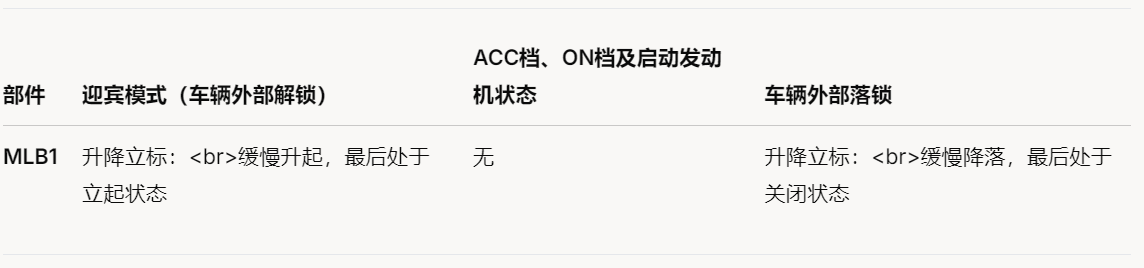 部件
迎宾模式（车辆外部解锁）
ACC档、ON档及启动发动
机状态
车辆外部落锁
MLB1
升降立标：<br>缓慢升起，最后处于
立起状态
无
升降立标：<br>缓慢降落，最后处于
关闭状态